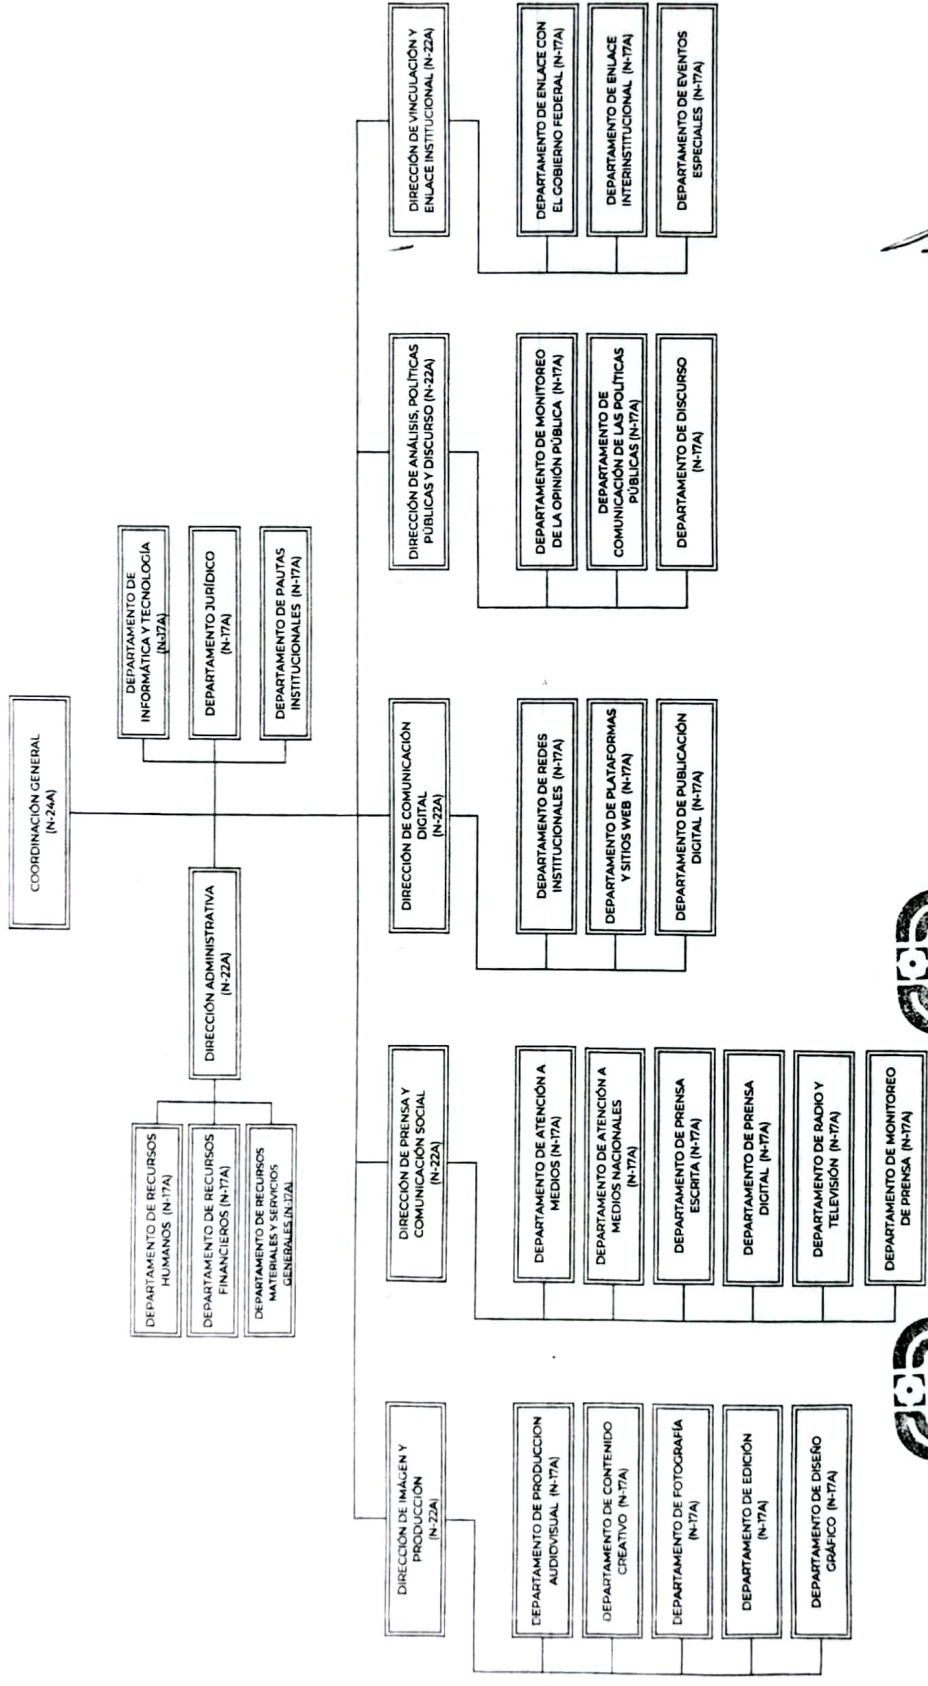 COORDINACIÓN GENERAL
(N-24A)
DEPARTAMENTO DE
INFORMÁTICA Y TECNOLOGÍA
(N-17A)
DEPARTAMENTO JURÍDICO
(N-17A)
DEPARTAMENTO DE PAUTAS
INSTITUCIONALES (N-17A)
DIRECCIÓN ADMINISTRATIVA
(N-22A)
DEPARTAMENTO DE RECURSOS
HUMANOS (N-17A)
DEPARTAMENTO DE RECURSOS
FINANCIEROS (N-17A)
DEPARTAMENTO DE RECURSOS
MATERIALES Y SERVICIOS
GENERALES (N-17A)
DIRECCIÓN DE IMÁGEN Y
PRODUCCIÓN
(N-22A)
DEPARTAMENTO DE PRODUCCION
AUDIOVISUAL (N-17A)
DEPARTAMENTO DE CONTENIDO
CREATIVO (N-17A)
DEPARTAMENTO DE FOTOGRAFÍA
(N-17A)
DEPARTAMENTO DE EDICIÓN
(N-17A)
DEPARTAMENTO DE DISEÑO
GRÁFICO (N-17A)
DIRECCIÓN DE PRENSA Y
COMUNICACIÓN SOCIAL
(N-22A)
DEPARTAMENTO DE ATENCIÓN A
MEDIOS (N-17A)
DEPARTAMENTO DE ATENCIÓN A
MEDIOS NACIONALES
(N-17A)
DEPARTAMENTO DE PRENSA
ESCRITA (N-17A)
DEPARTAMENTO DE PRENSA
DIGITAL (N-17A)
DEPARTAMENTO DE RADIO Y
TELEVISIÓN (N-17A)
DEPARTAMENTO DE MONITOREO
DE PRENSA (N-17A)
DIRECCIÓN DE COMUNICACIÓN
DIGITAL
(N-22A)
DEPARTAMENTO DE REDES
INSTITUCIONALES (N-17A)
DEPARTAMENTO DE PLATAFORMAS
Y SITIOS WEB (N-17A)
DEPARTAMENTO DE PUBLICACIÓN
DIGITAL (N-17A)
DIRECCIÓN DE ANÁLISIS, POLÍTICAS
PÚBLICAS Y DISCURSO (N-22A)
DEPARTAMENTO DE MONITOREO
DE LA OPINIÓN PÚBLICA (N-17A)
DEPARTAMENTO DE
COMUNICACIÓN DE LAS POLÍTICAS
PÚBLICAS (N-17A)
DEPARTAMENTO DE DISCURSO
(N-17A)
DIRECCIÓN DE VINCULACIÓN Y
ENLACE INSTITUCIONAL (N-22A)
DEPARTAMENTO DE ENLACE CON
EL GOBIERNO FEDERAL (N-17A)
DEPARTAMENTO DE ENLACE
INTERINSTITUCIONAL (N-17A)
DEPARTAMENTO DE EVENTOS
ESPECIALES (N-17A)